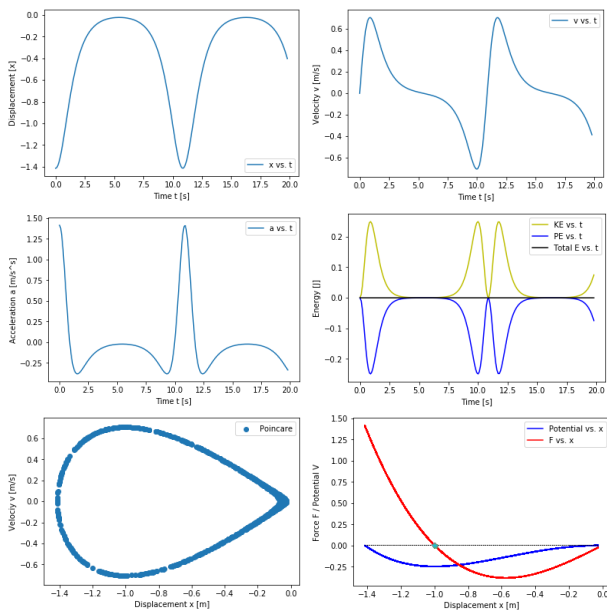 0.00
−0.2
−0.4
−0.6
−0.8
−1.0
−1.2
−1.4
Displacement [x]
x vs. t
0.0 2.5 5.0 7.5 10.0 12.5 15.0 17.5 20.0
Time t [s]
0.6
0.4
0.2
0.0
−0.2
−0.4
−0.6
Velocity v [m/s]
v vs. t
0.0 2.5 5.0 7.5 10.0 12.5 15.0 17.5 20.0
Time t [s]
1.50
1.25
1.00
0.75
0.50
0.25
0.00
−0.25
Acceleration a [m/s^s]
a vs. t
0.0 2.5 5.0 7.5 10.0 12.5 15.0 17.5 20.0
Time t [s]
0.2
0.1
0.0
−0.1
−0.2
Energy [J]
KE vs. t
PE vs. t
Total E vs. t
0.0 2.5 5.0 7.5 10.0 12.5 15.0 17.5 20.0
Time t [s]
0.6
0.4
0.2
0.0
−0.2
−0.4
−0.6
Velociy v [m/s]
Poincare
−1.4 −1.2 −1.0 −0.8 −0.6 −0.4 −0.2 0.0
Displacement x [m]
1.50
1.25
1.00
0.75
0.50
0.25
0.00
−0.25
Force F / Potential V
Potential vs. x
F vs. x
−1.4 −1.2 −1.0 −0.8 −0.6 −0.4 −0.2 0.0
Displacement x [m]